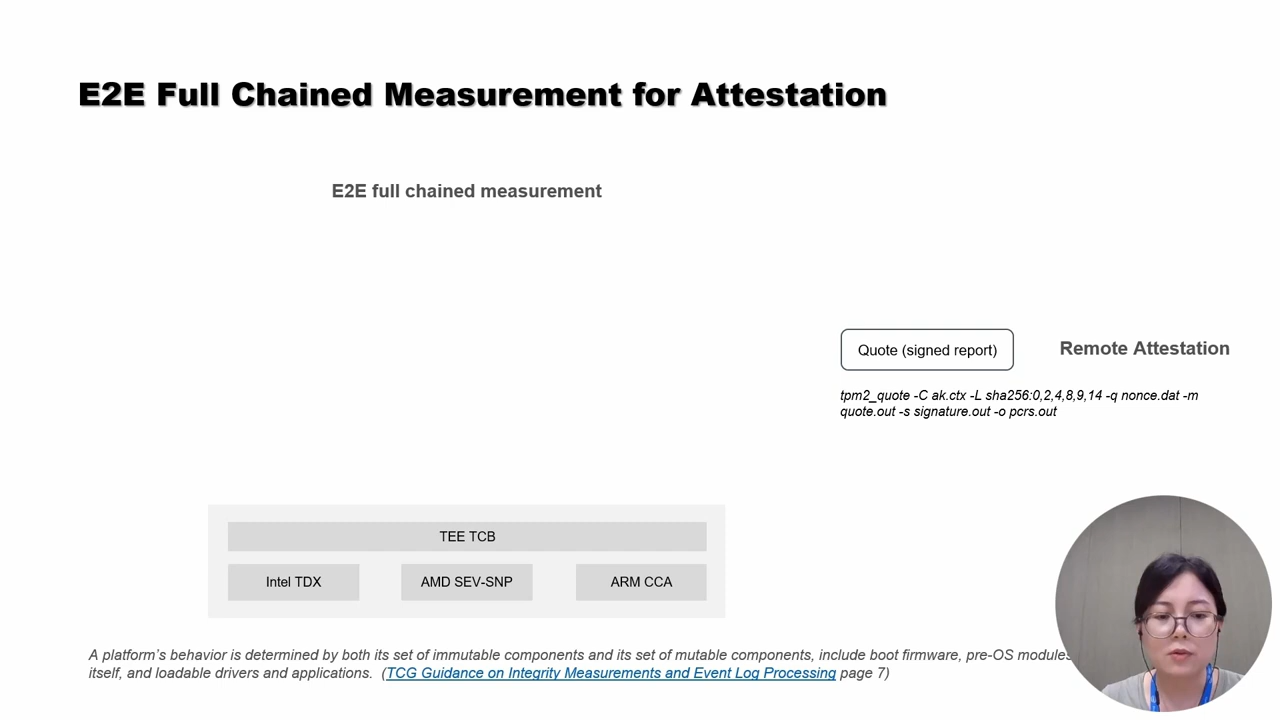 E2E Full Chained Measurement for Attestation
E2E full chained measurement
Quote (signed report)
Remote Attestation
tpm2_quote -C ak.ctx -L sha256:0,2,4,8,9,14 -q nonce.dat -m
quote.out -s signature.out -o pcrs.out
TEE TCB
Intel TDX
AMD SEV-SNP
ARM CCA
A platform's behavior is determined by both its set of immutable components and its set of mutable components, include boot firmware, pre-OS modules
itself, and loadable drivers and applications. (TCG Guidance on Integrity Measurements and Event Log Processing page 7)